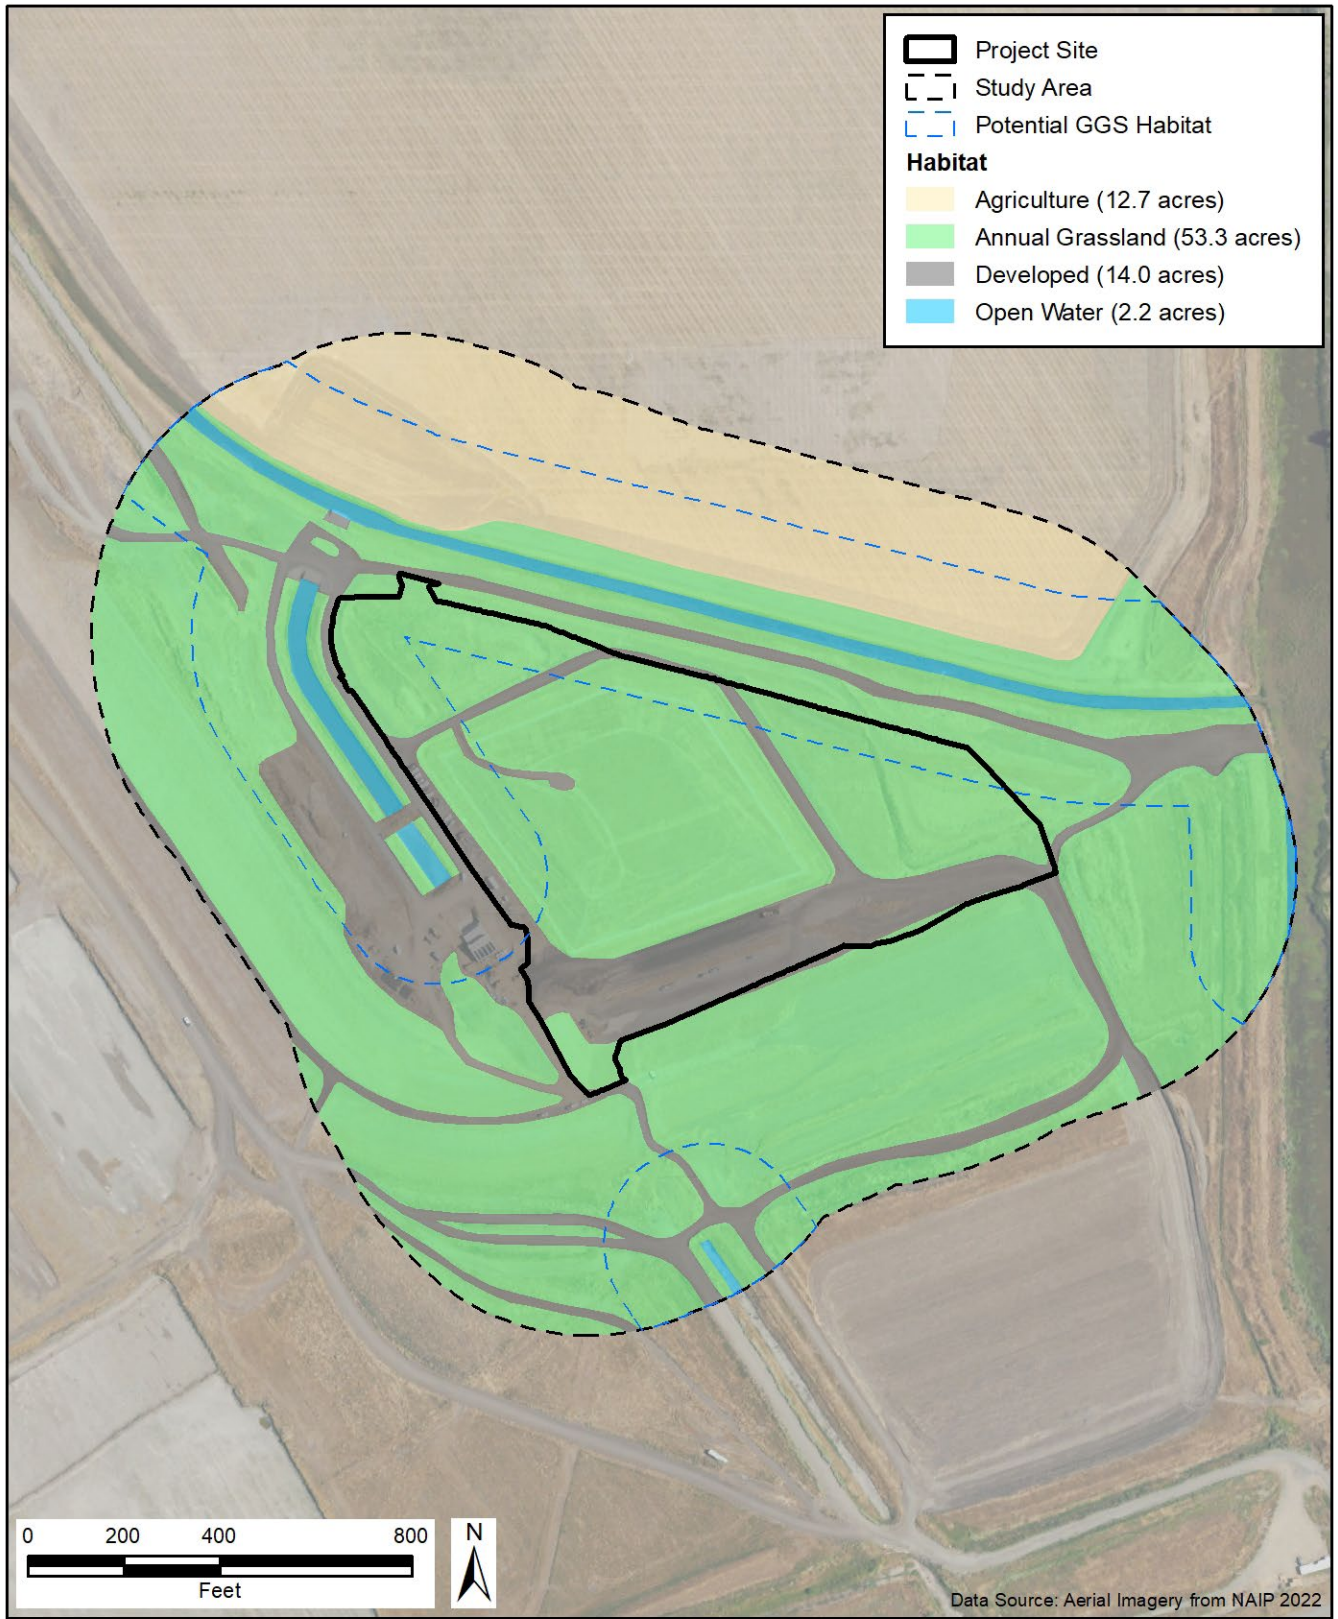 Project Site
Study Area
Potential GGS Habitat
Habitat
Agriculture (12.7 acres)
Annual Grassland (53.3 acres)
Developed (14.0 acres)
Open Water (2.2 acres)
0 200 400 800
Feet
N
Data Source: Aerial Imagery from NAIP 2022